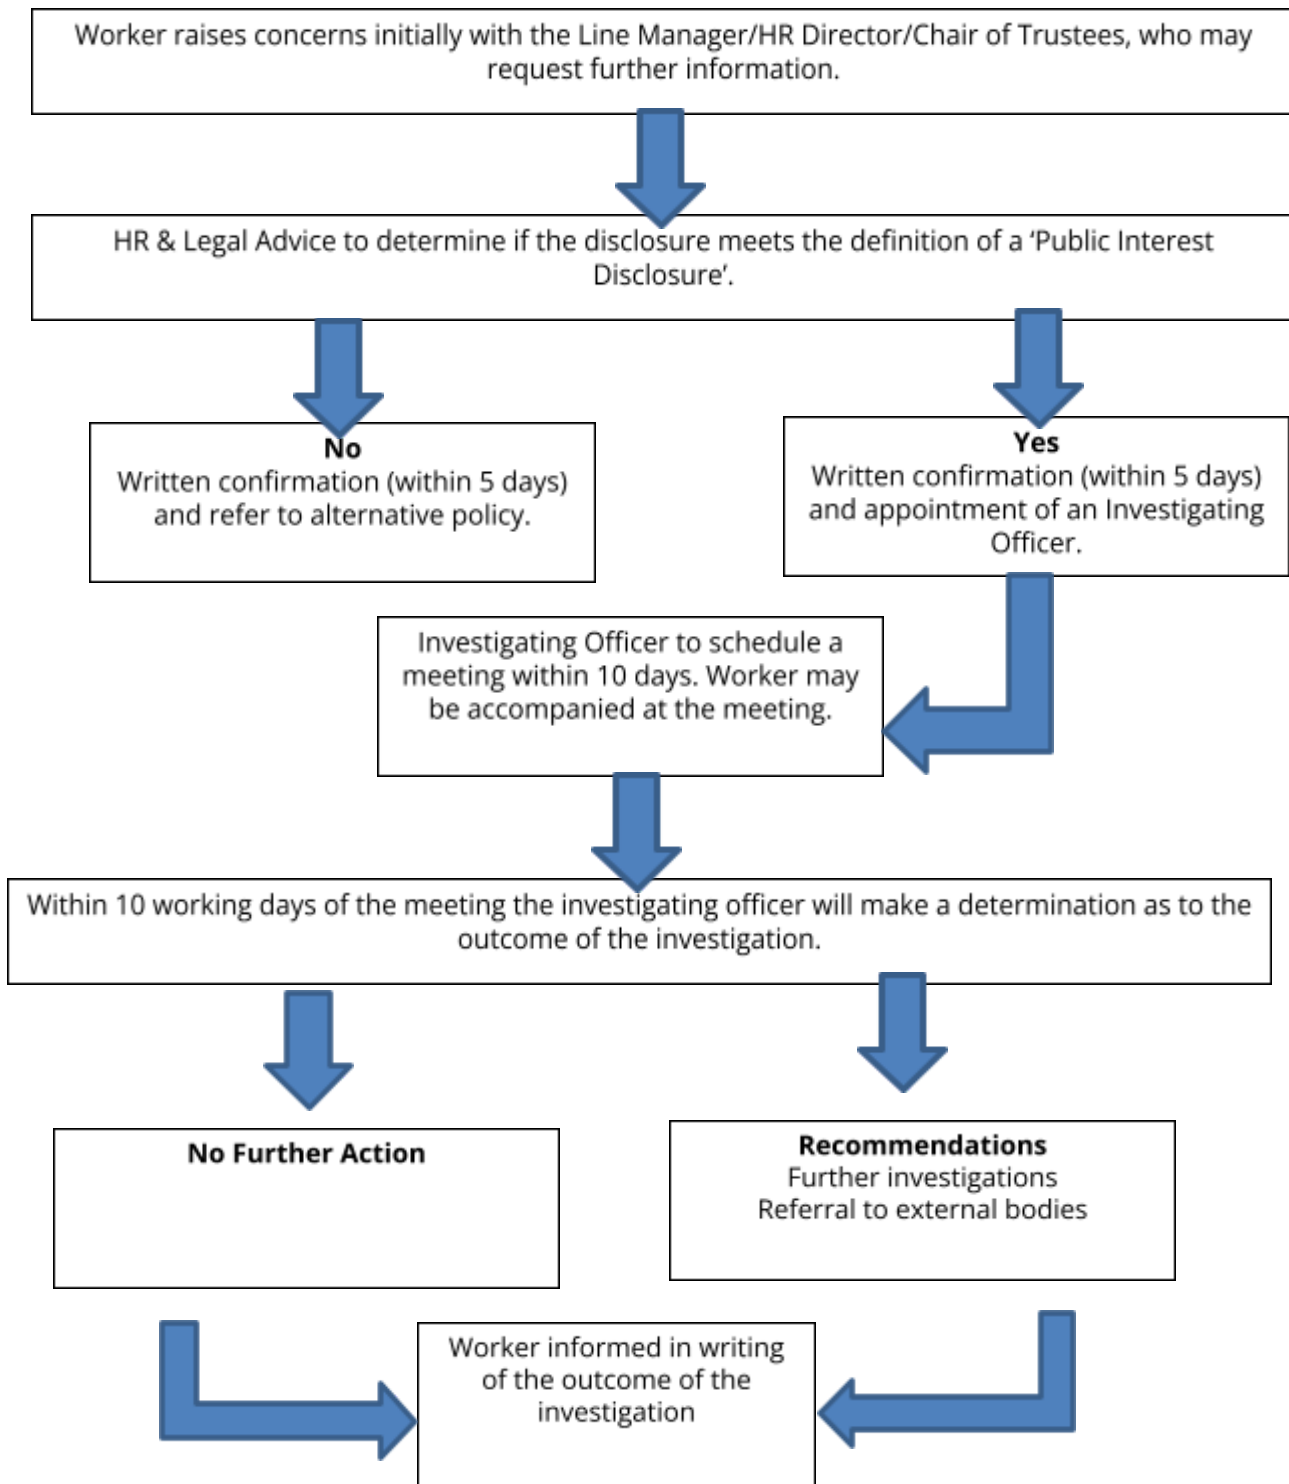 Worker raises concerns initially with the Line Manager/HR Director/Chair of Trustees, who may
request further information.
HR & Legal Advice to determine if the disclosure meets the definition of a ‘Public Interest
Disclosure’.
No
Written confirmation (within 5 days)
and refer to alternative policy.
Yes
Written confirmation (within 5 days)
and appointment of an Investigating
Officer.
Investigating Officer to schedule a
meeting within 10 days. Worker may
be accompanied at the meeting.
Within 10 working days of the meeting the investigating officer will make a determination as to the
outcome of the investigation.
No Further Action
Recommendations
Further investigations
Referral to external bodies
Worker informed in writing
of the outcome of the
investigation